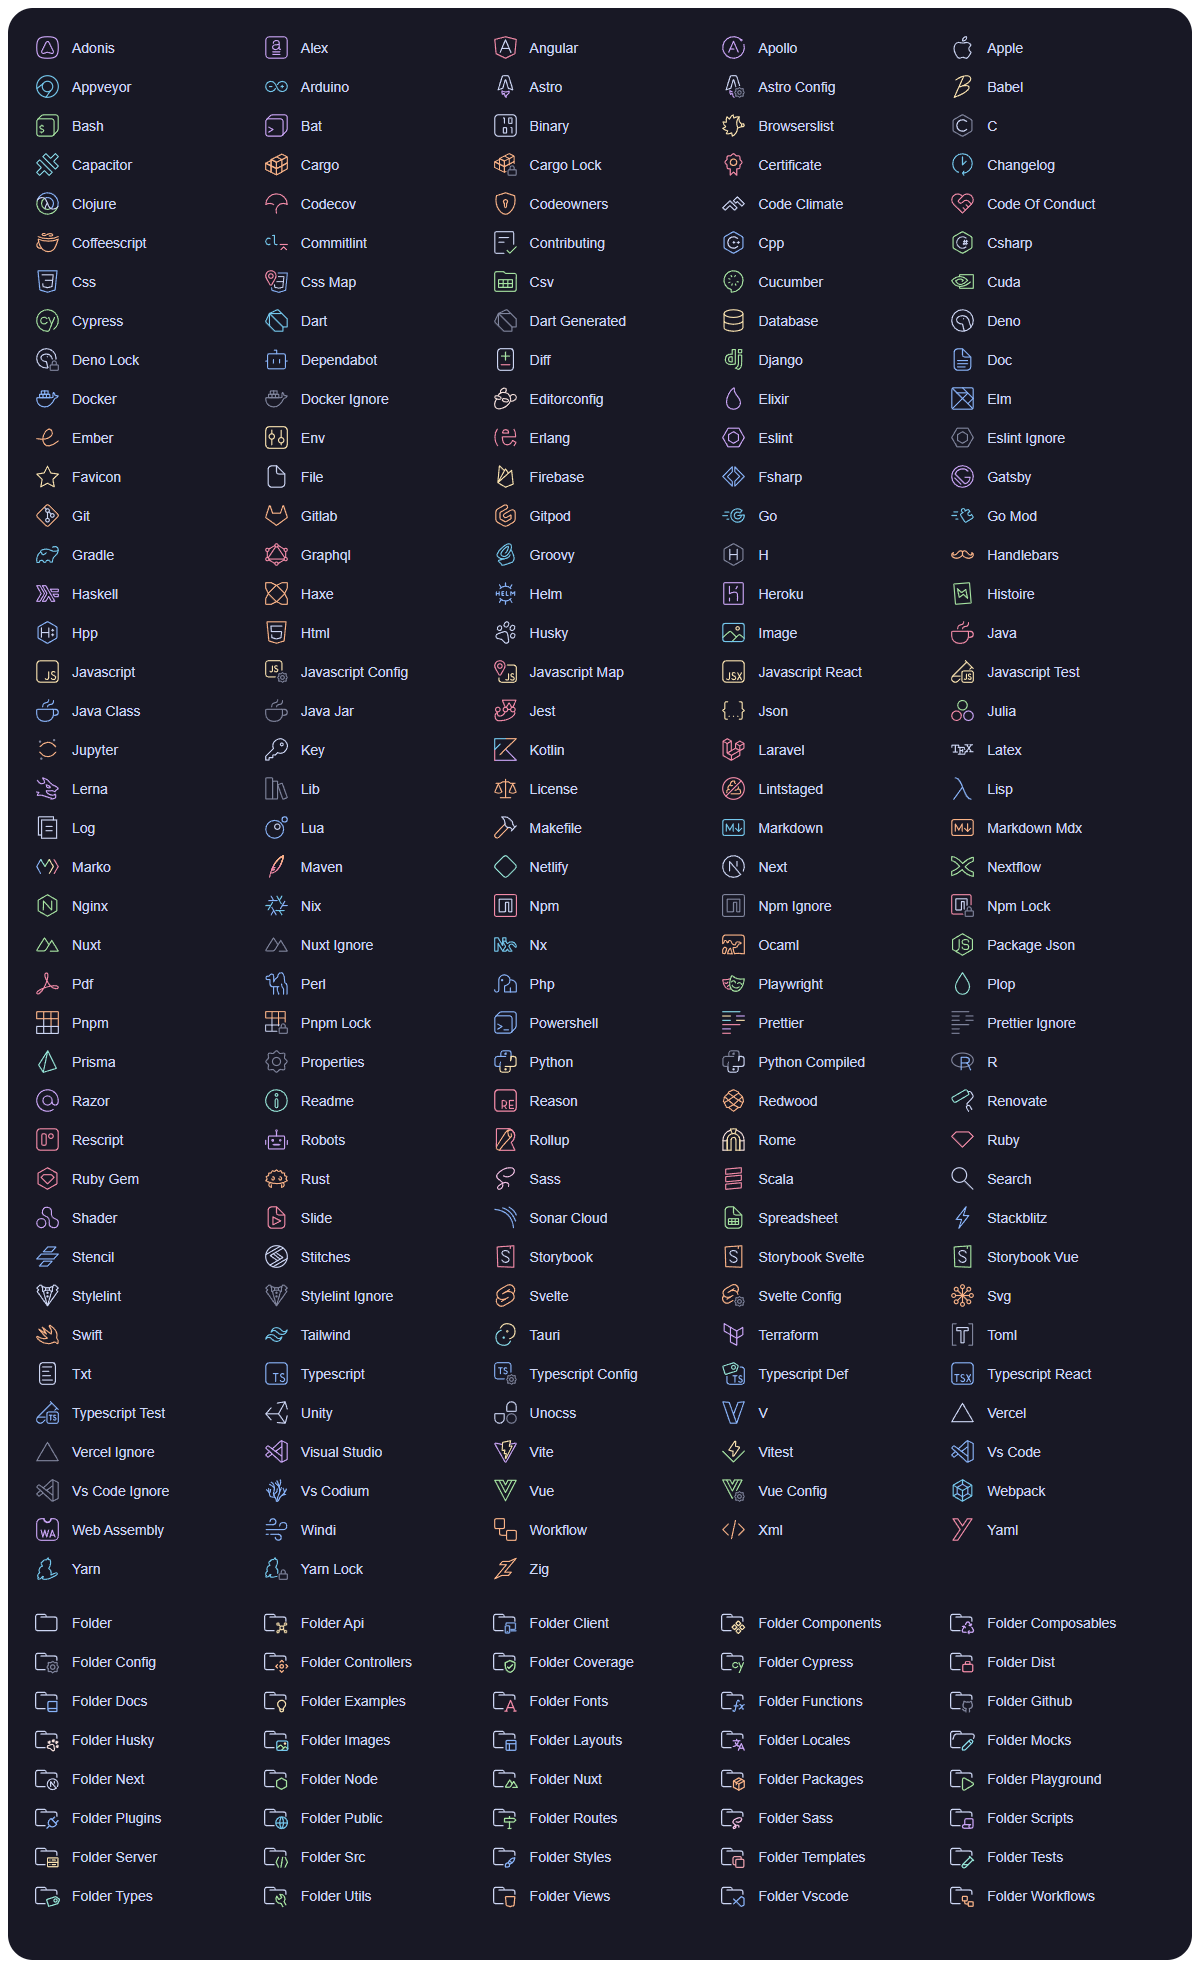 Adonis Alex Angular Apollo Apple
Appveyor Arduino Astro Astro Config Babel
Bash Bat Binary Browserslist C
Capacitor Cargo Cargo Lock Certificate Changelog
Clojure Codecov Codeowners Code Climate Code Of Conduct
Coffeescript Commitlint Contributing Cpp Csharp
Css Css Map Csv Cucumber Cuda
Cypress Dart Dart Generated Database Deno
Deno Lock Dependabot Diff Django Doc
Docker Docker Ignore Editorconfig Elixir Elm
Ember Env Erlang Eslint Eslint Ignore
Favicon File Firebase Fsharp Gatsby
Git Gitlab Gitpod Go Go Mod
Gradle Graphql Groovy H Handlebars
Haskell Haxe Helm Heroku Histoire
Hpp Html Husky Image Java
Javascript Javascript Config Javascript Map Javascript React Javascript Test
Java Class Java Jar Jest Json Julia
Jupyter Key Kotlin Laravel Latex
Lerna Lib License Lintstaged Lisp
Log Lua Makefile Markdown Markdown Mdx
Marko Maven Netlify Next Nextflow
Nginx Nix Npm Npm Ignore Npm Lock
Nuxt Nuxt Ignore Nx Ocaml Package Json
Pdf Perl Php Playwright Plop
Pnpm Pnpm Lock Powershell Prettier Prettier Ignore
Prisma Properties Python Python Compiled R
Razor Readme Reason Redwood Renovate
Rescript Robots Rollup Rome Ruby
Ruby Gem Rust Sass Scala Search
Shader Slide Sonar Cloud Spreadsheet Stackblitz
Stencil Stitches Storybook Storybook Svelte Storybook Vue
Stylelint Stylelint Ignore Svelte Svelte Config Svg
Swift Tailwind Tauri Terraform Toml
Txt Typescript Typescript Config Typescript Def Typescript React
Typescript Test Unity Unocss V Vercel
Vercel Ignore Visual Studio Vite Vitest Vs Code
Vs Code Ignore Vs Codium Vue Vue Config Webpack
Web Assembly Windi Workflow Xml Yaml
Yarn Yarn Lock Zig
Folder Folder Api Folder Client Folder Components Folder Composables
Folder Config Folder Controllers Folder Coverage Folder Cypress Folder Dist
Folder Docs Folder Examples Folder Fonts Folder Functions Folder Github
Folder Husky Folder Images Folder Layouts Folder Locales Folder Mocks
Folder Next Folder Node Folder Nuxt Folder Packages Folder Playground
Folder Plugins Folder Public Folder Routes Folder Sass Folder Scripts
Folder Server Folder Src Folder Styles Folder Templates Folder Tests
Folder Types Folder Utils Folder Views Folder Vscode Folder Workflows